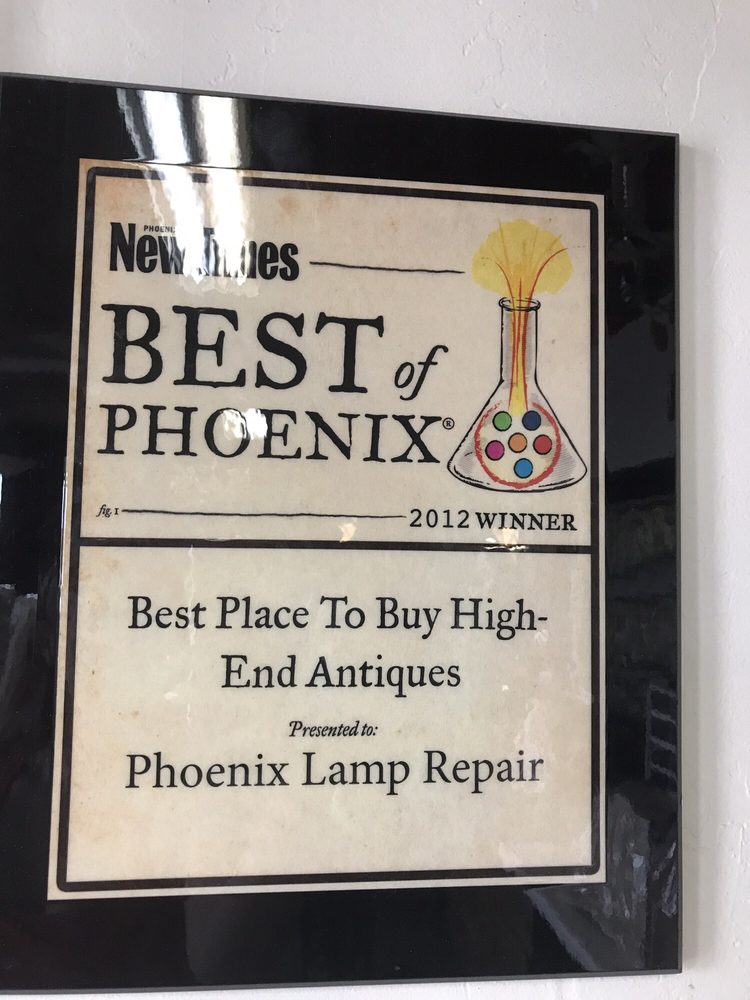 PHOENIX
New Times
BEST of
PHOENIX®
fig. 1
2012 WINNER
Best Place To Buy High-
End Antiques
Presented to:
Phoenix Lamp Repair